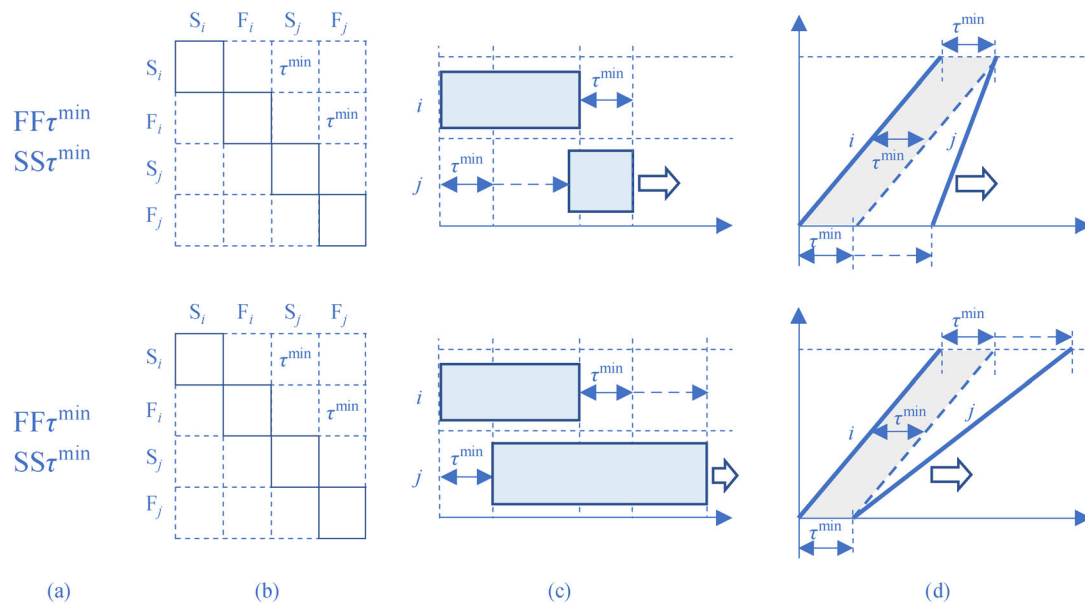 S_i F_i S_j F_j
S_i τ^min
F_i τ^min
S_j
F_j
FFτ^min
SSτ^min
i τ^min
j τ^min
τ^min
i τ^min j
τ^min
S_i F_i S_j F_j
S_i τ^min
F_i τ^min
S_j
F_j
FFτ^min
SSτ^min
i τ^min
j τ^min
τ^min
i τ^min j
τ^min
(a) (b) (c) (d)